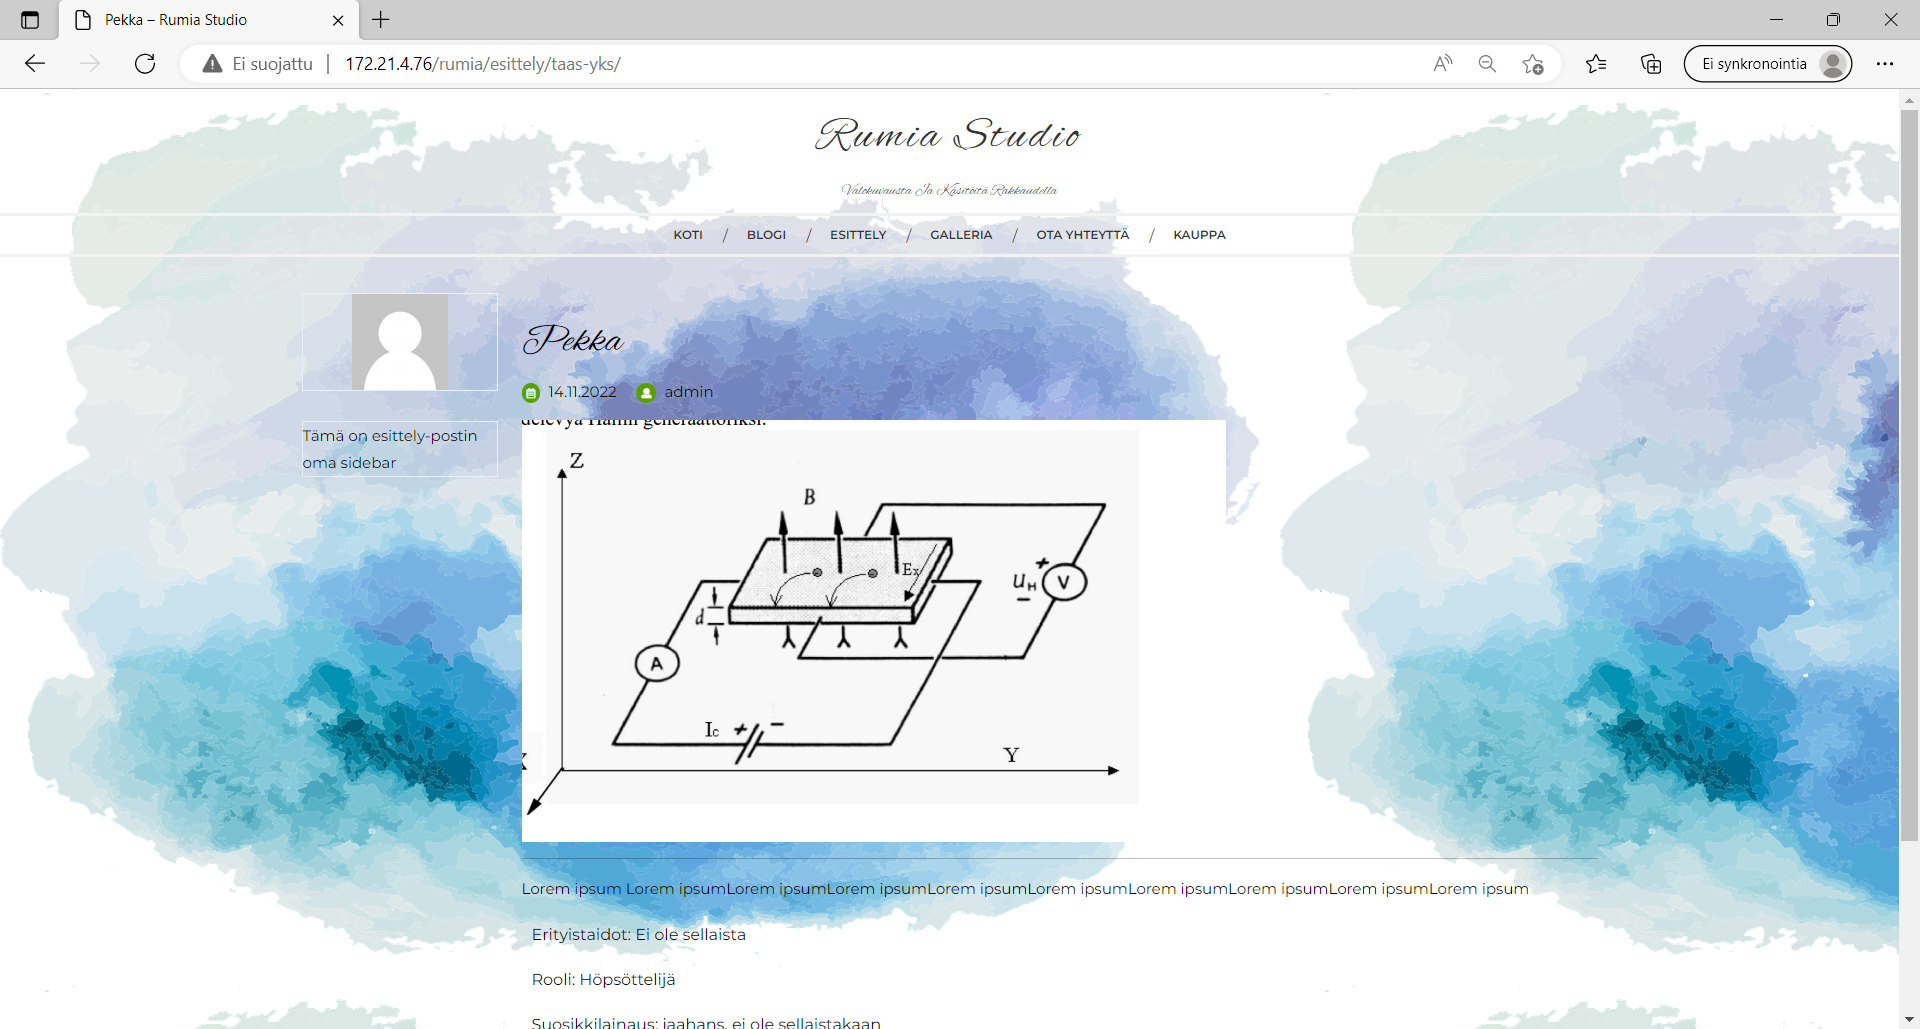 Pekka – Rumia Studio
Ei suojattu
172.21.4.76/rumia/esittely/taas-yks/
Ei synkronointia
Rumia Studio
Valokuvausta Ja Käsitöitä Rakkaudella
KOTI / BLOGI / ESITTELY / GALLERIA / OTA YHTEYTTÄ / KAUPPA
Pekka
14.11.2022 admin
Tämä on esittely-postin
oma sidebar
generaattoriksi.
Z
B
Ex
+
uH V
−
d
A
Ic + −
Y
X
Lorem ipsum Lorem ipsumLorem ipsumLorem ipsumLorem ipsumLorem ipsumLorem ipsumLorem ipsumLorem ipsumLorem ipsum
Erityistaidot: Ei ole sellaista
Rooli: Höpsöttelijä
Suosikkilainaus: jaahans, ei ole sellaistakaan